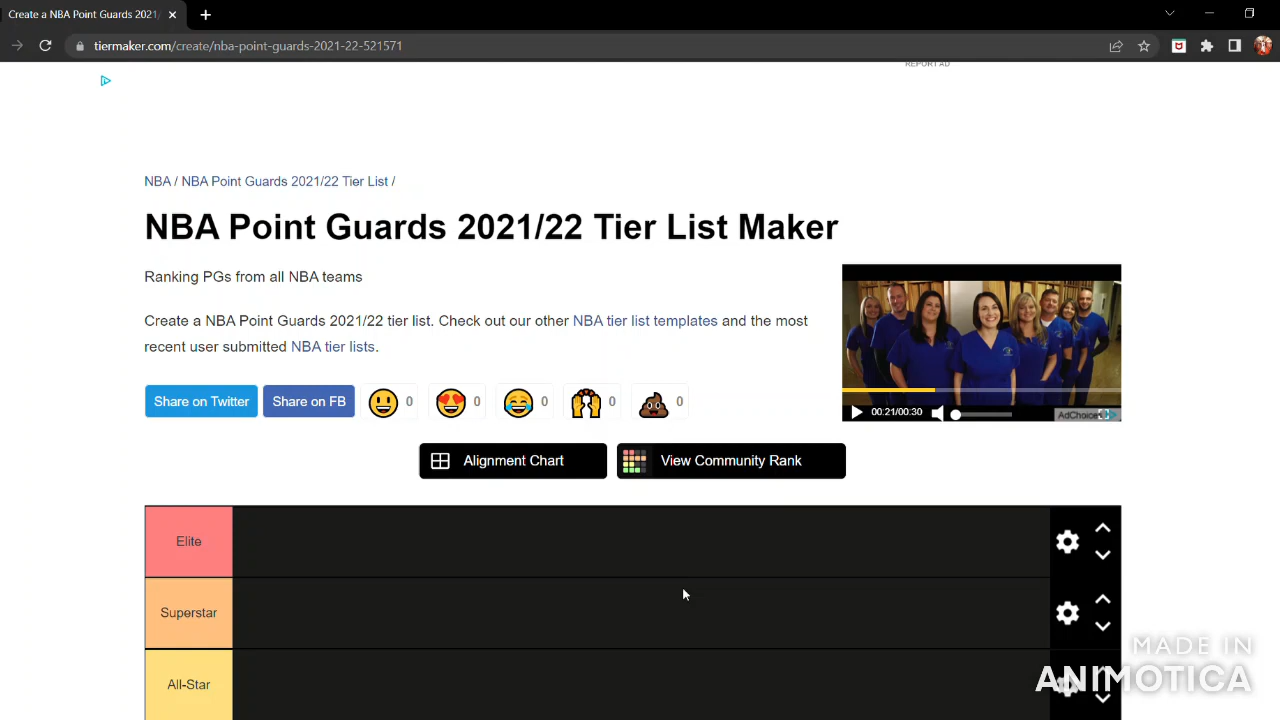 Create a NBA Point Guards 2021/
tiermaker.com/create/nba-point-guards-2021-22-521571
REPORT AD
NBA / NBA Point Guards 2021/22 Tier List /
NBA Point Guards 2021/22 Tier List Maker
Ranking PGs from all NBA teams
Create a NBA Point Guards 2021/22 tier list. Check out our other NBA tier list templates and the most
recent user submitted NBA tier lists.
Share on Twitter
Share on FB
0
0
0
0
0
00:21/00:30
AdChoices
Alignment Chart
View Community Rank
Elite
Superstar
All-Star
MADE IN
ANIMOTICA